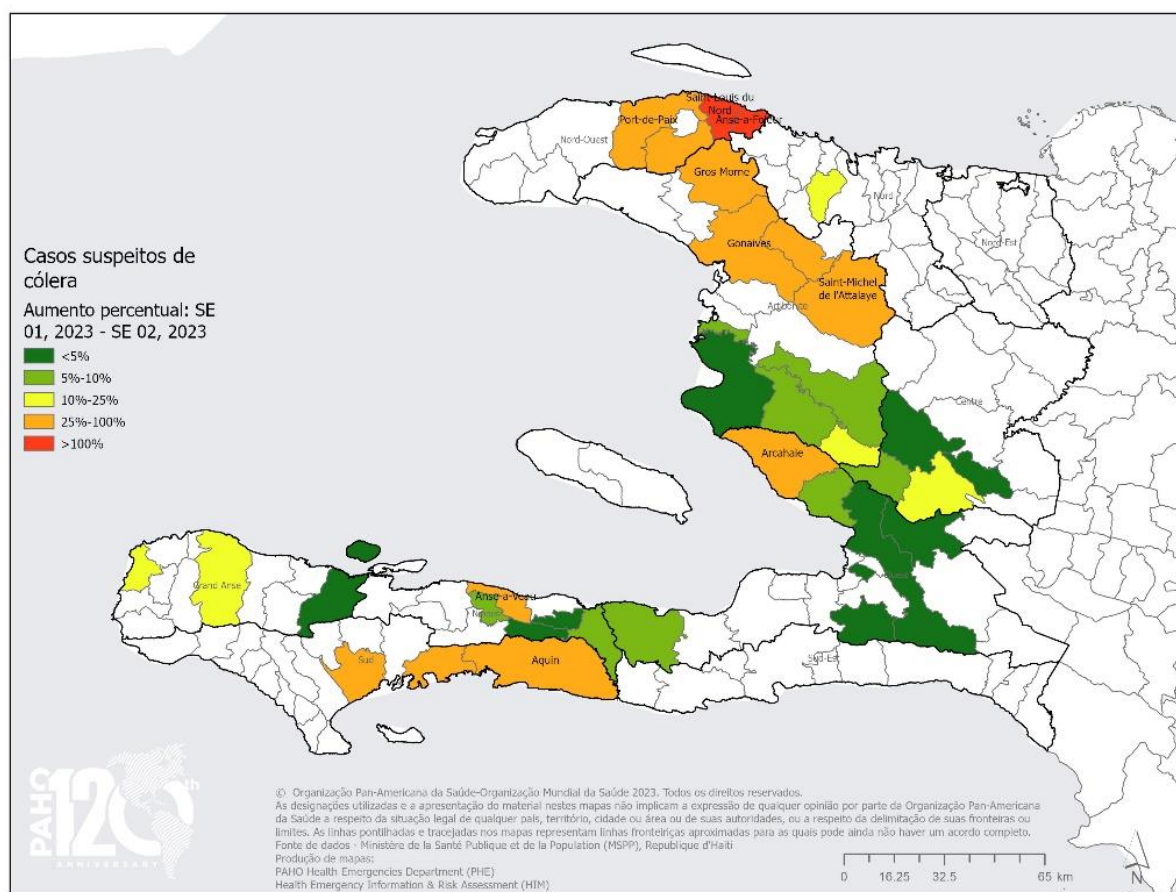 Saint-Louis du
Nord
Port-de-Paix
Anse-a-Foleur
Nord-Ouest
Gros Morne
Nord
Gonaives
Nord-Est
Saint-Michel
de l'Attalaye
Artibonite
Casos suspeitos de
cólera
Aumento percentual: SE
01, 2023 - SE 02, 2023
<5%
5%-10%
10%-25%
25%-100%
>100%
Centre
Arcahaie
Grand Anse
Anse-a-Veau
Sud
Aquin
Sud-Est
PAHO
120th
ANNIVERSARY
© Organização Pan-Americana da Saúde-Organização Mundial da Saúde 2023. Todos os direitos reservados.
As designações utilizadas e a apresentação do material nestes mapas não implicam a expressão de qualquer opinião por parte da Organização Pan-Americana
da Saúde a respeito da situação legal de qualquer país, território, cidade ou área ou de suas autoridades, ou a respeito da delimitação de suas fronteiras ou
limites. As linhas pontilhadas e tracejadas nos mapas representam linhas fronteiriças aproximadas para as quais pode ainda não haver um acordo completo.
Fonte de dados - Ministère de la Santé Publique et de la Population (MSPP), Republique d'Haiti
Produção de mapas:
PAHO Health Emergencies Department (PHE)
Health Emergency Information & Risk Assessment (HIM)
0 16.25 32.5 65 km
N